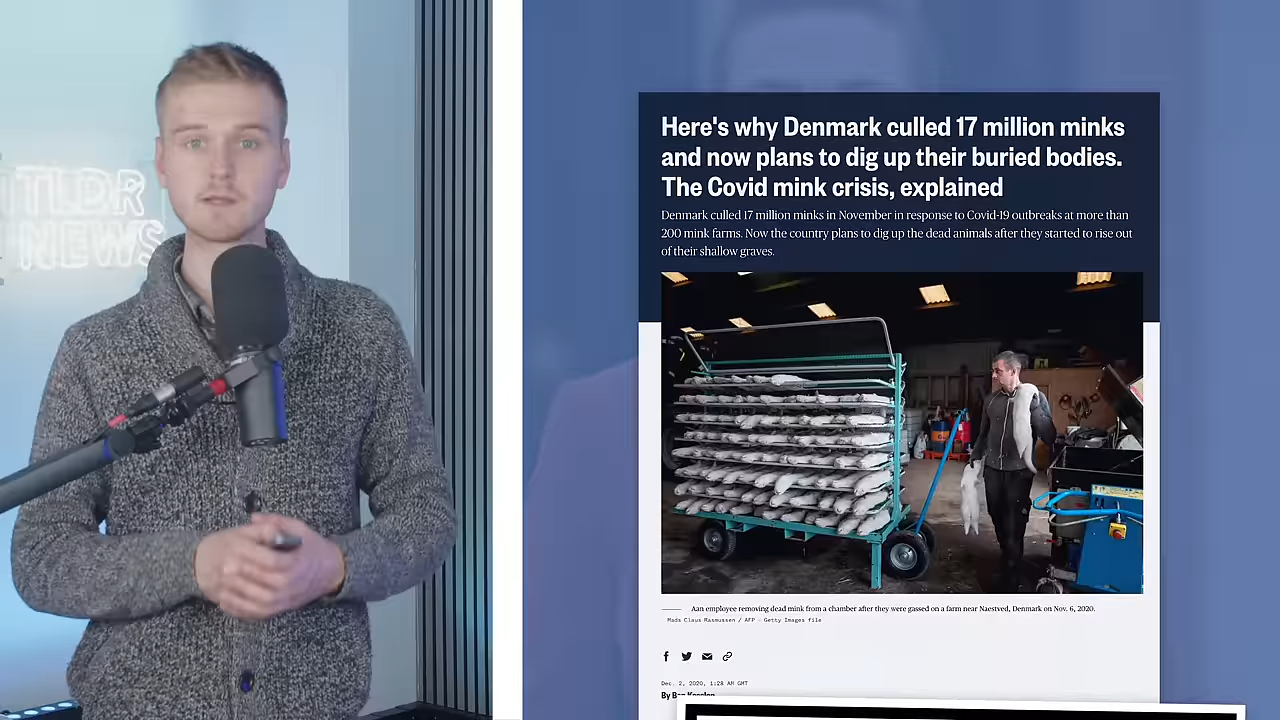 TLDR
NEWS
Here's why Denmark culled 17 million minks
and now plans to dig up their buried bodies.
The Covid mink crisis, explained
Denmark culled 17 million minks in November in response to Covid-19 outbreaks at more than
200 mink farms. Now the country plans to dig up the dead animals after they started to rise out
of their shallow graves.
Aan employee removing dead mink from a chamber after they were gassed on a farm near Naestved, Denmark on Nov. 6, 2020.
Mads Claus Rasmussen / AFP - Getty Images file
Dec. 2, 2020, 1:28 AM GMT
By Ben